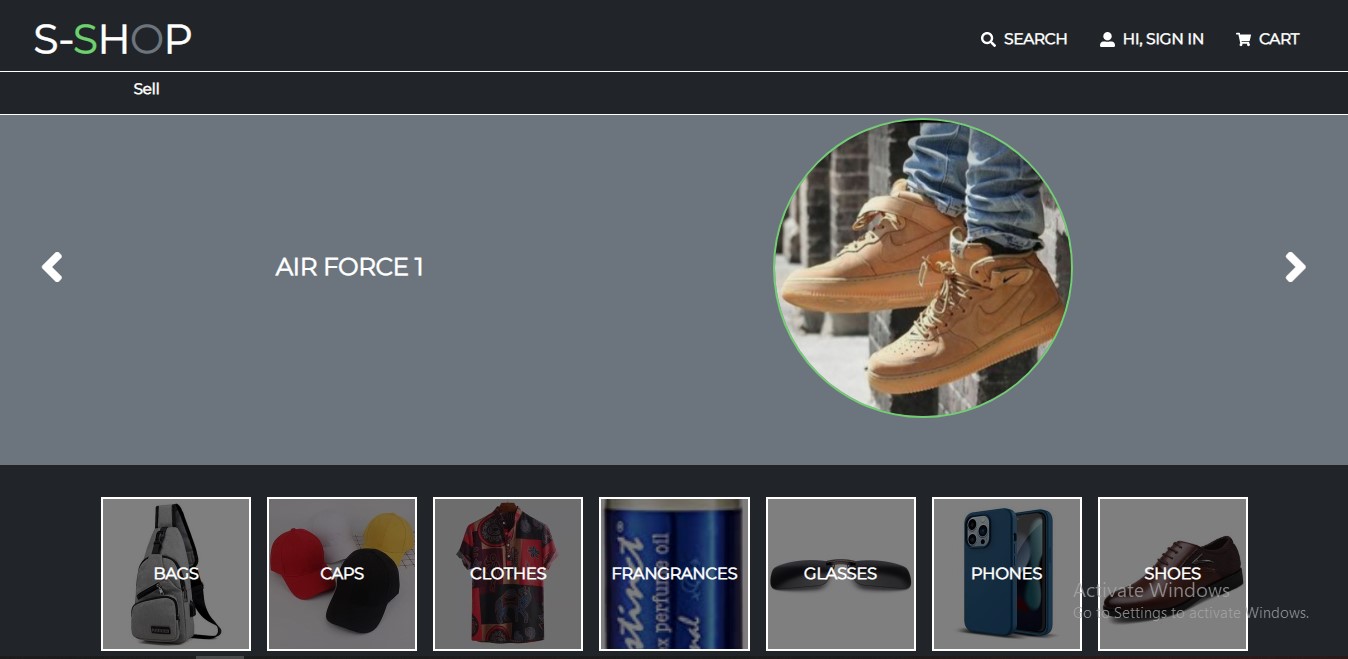 S-SHOP
SEARCH
HI, SIGN IN
CART
Sell
AIR FORCE 1
BAGS
CAPS
CLOTHES
FRANGRANCES
GLASSES
PHONES
SHOES
Activate Windows
Go to Settings to activate Windows.